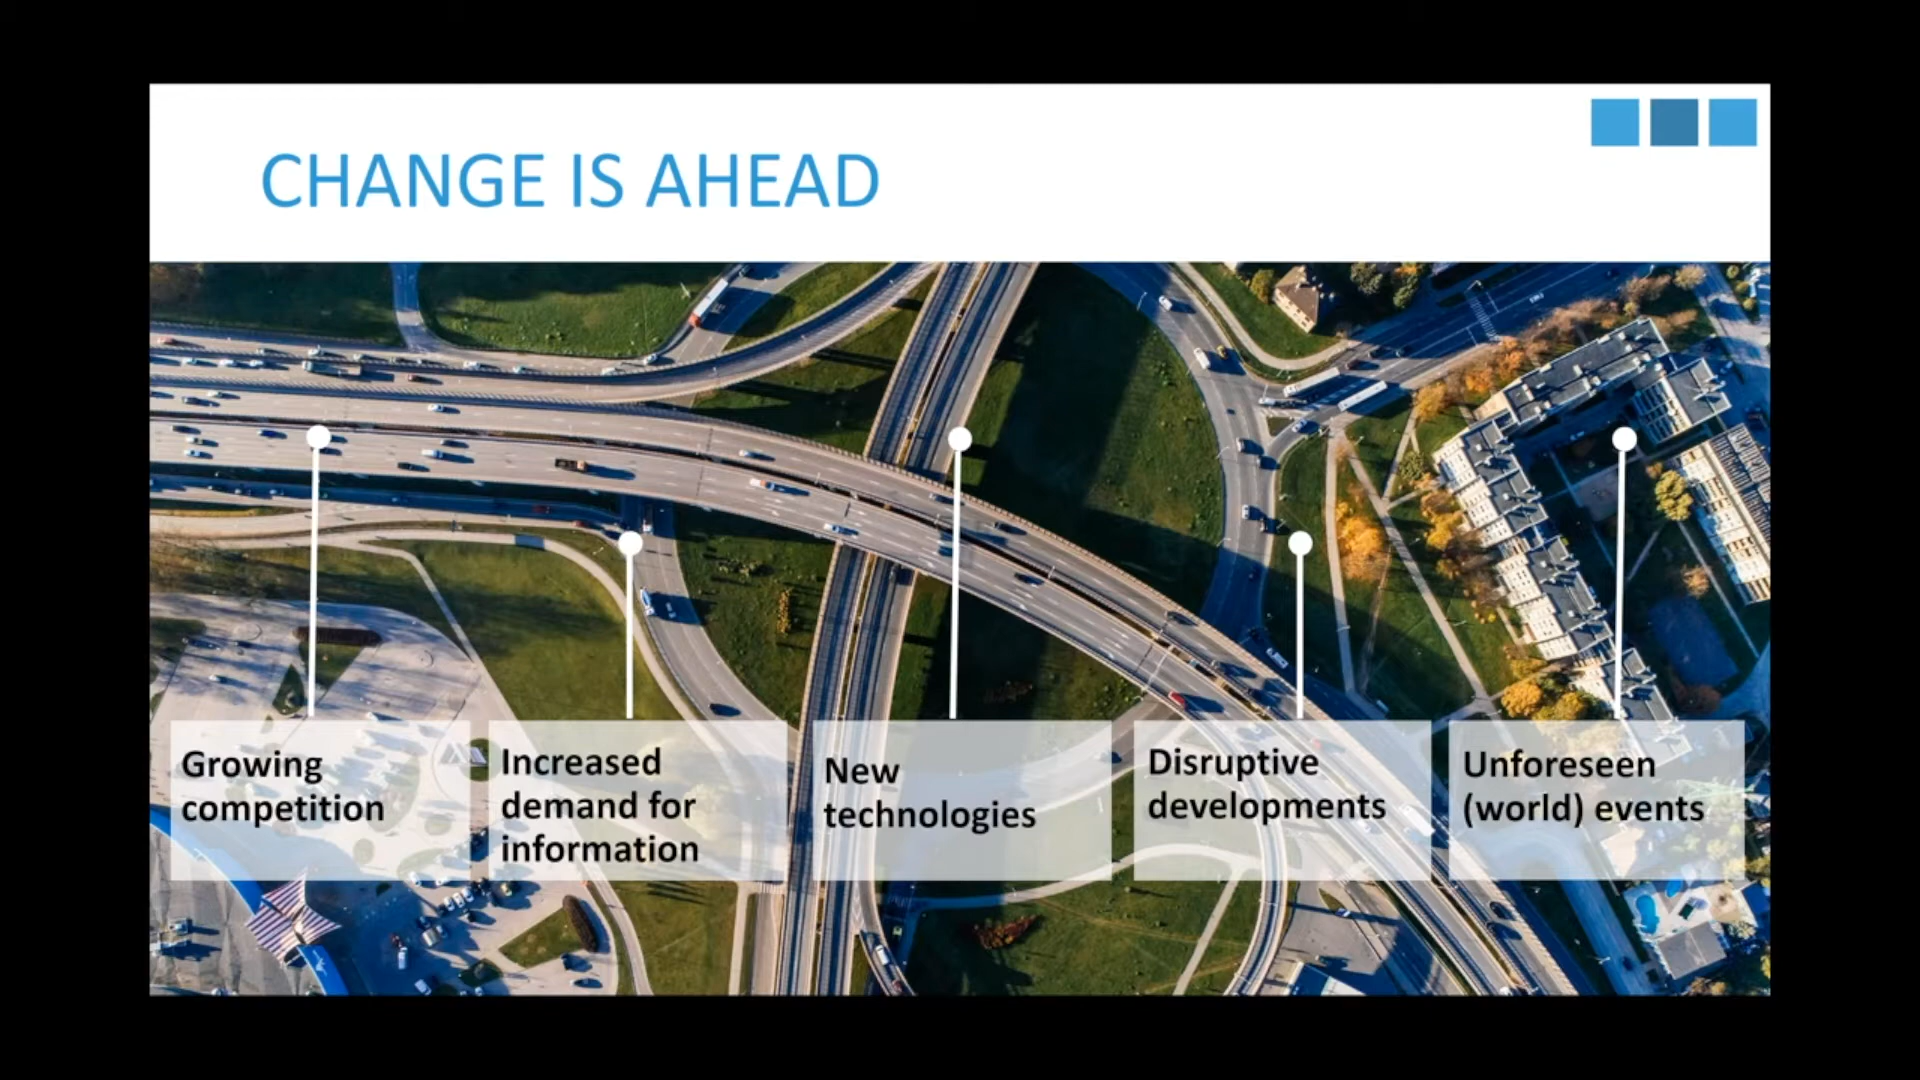 CHANGE IS AHEAD
Growing
competition
Increased
demand for
information
New
technologies
Disruptive
developments
Unforeseen
(world) events